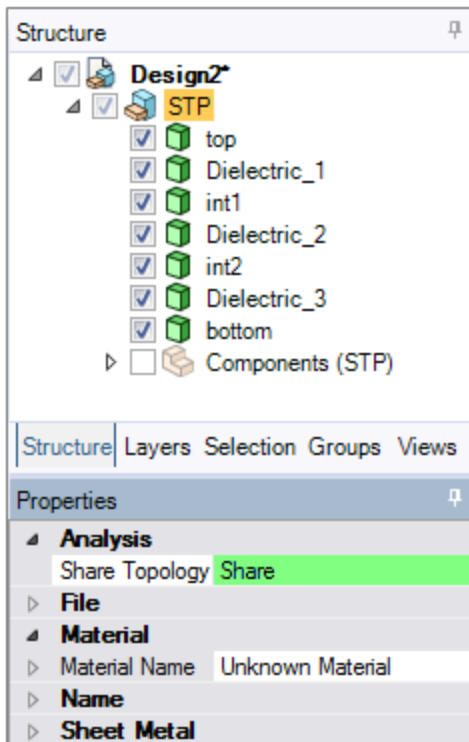 Structure
Design2*
STP
top
Dielectric_1
int1
Dielectric_2
int2
Dielectric_3
bottom
Components (STP)
Structure Layers Selection Groups Views
Properties
Analysis
Share Topology Share
File
Material
Material Name Unknown Material
Name
Sheet Metal